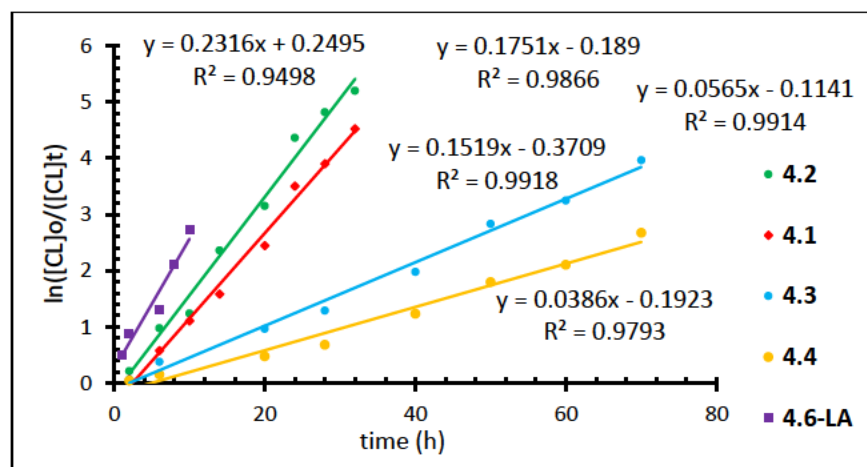 y = 0.2316x + 0.2495
R² = 0.9498
y = 0.1751x - 0.189
R² = 0.9866
y = 0.0565x - 0.1141
R² = 0.9914
y = 0.1519x - 0.3709
R² = 0.9918
y = 0.0386x - 0.1923
R² = 0.9793
ln([CL]o/([CL]t)
6
5
4
3
2
1
0
0 20 40 60 80
time (h)
4.2
4.1
4.3
4.4
4.6-LA